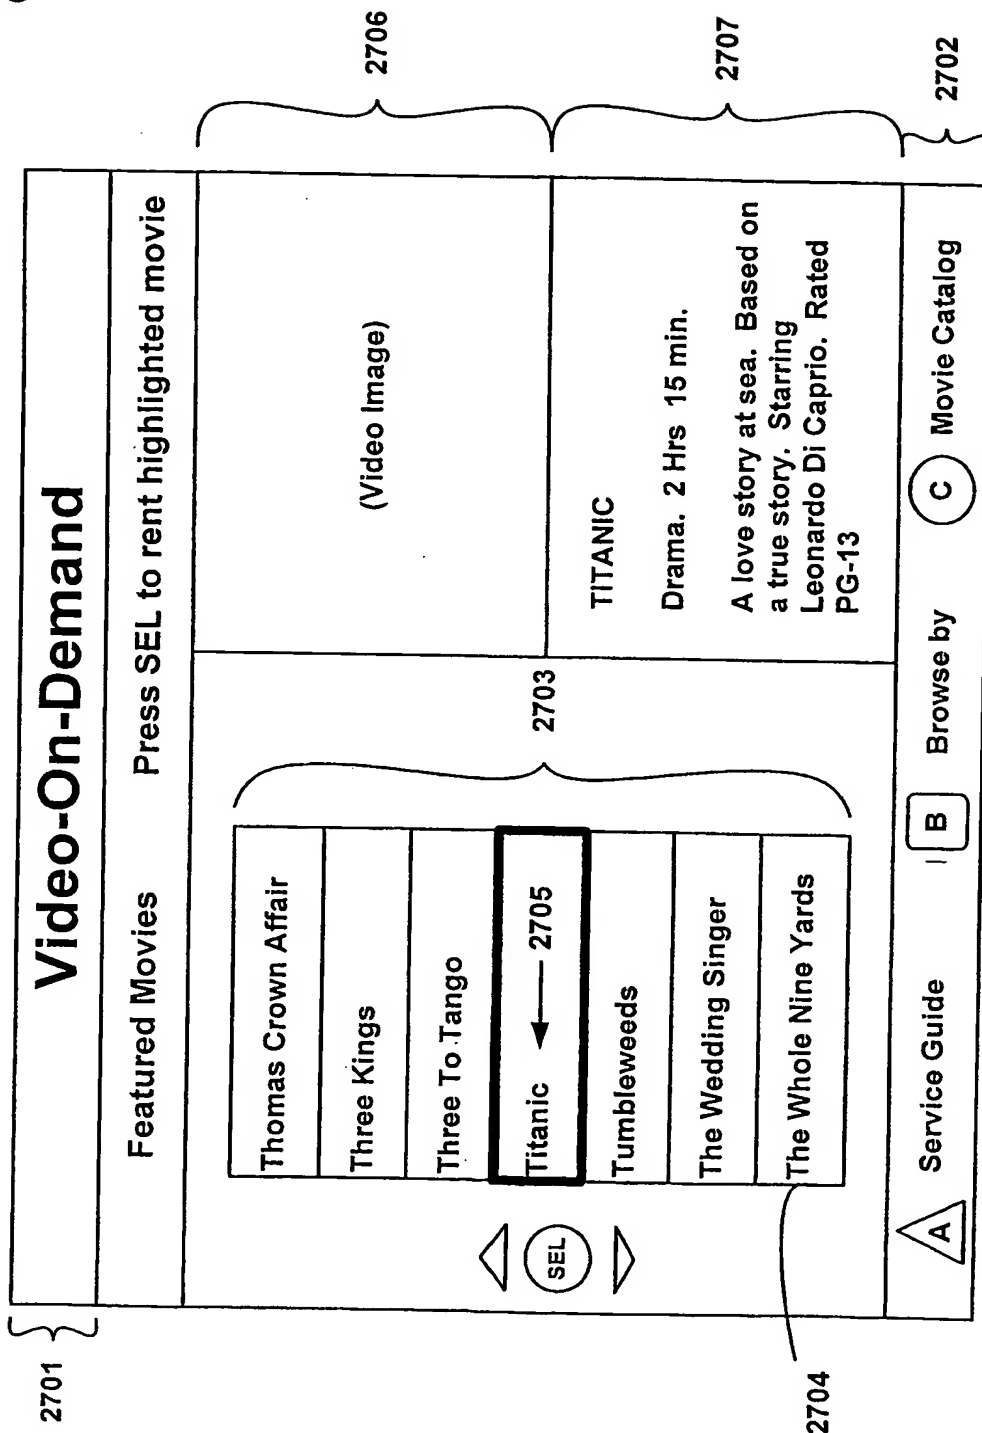 Video-On-Demand
Featured Movies Press SEL to rent highlighted movie
Thomas Crown Affair
Three Kings
Three To Tango
Titanic 2705
Tumbleweeds
The Wedding Singer
The Whole Nine Yards
SEL
(Video Image)
TITANIC
Drama. 2 Hrs 15 min.
A love story at sea. Based on
a true story. Starring
Leonardo Di Caprio. Rated
PG-13
A Service Guide B Browse by C Movie Catalog
2701
2703
2704
2706
2707
2702